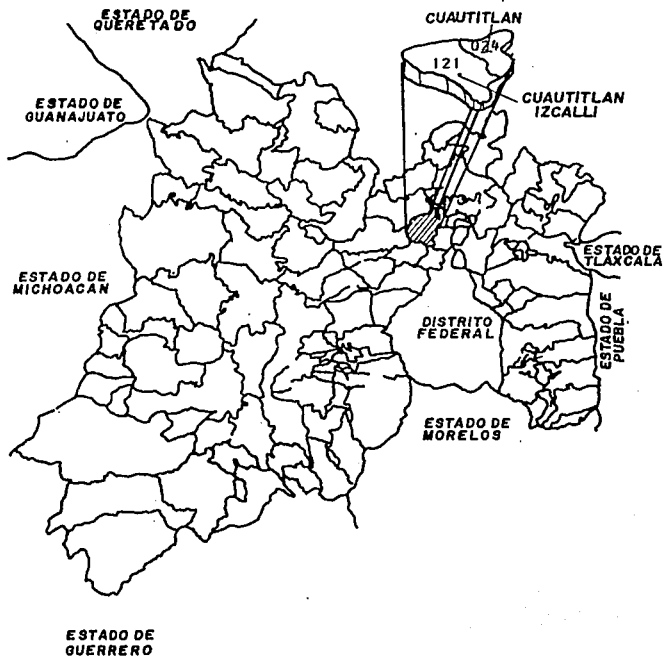 ESTADO DE
QUERETADO
CUAUTITLAN
024
121
ESTADO DE
GUANAJUATO
CUAUTITLAN
IZCALLI
ESTADO DE
TLAXCALA
ESTADO DE
MICHOACAN
DISTRITO
FEDERAL
ESTADO DE
PUEBLA
ESTADO DE
MORELOS
ESTADO DE
GUERRERO